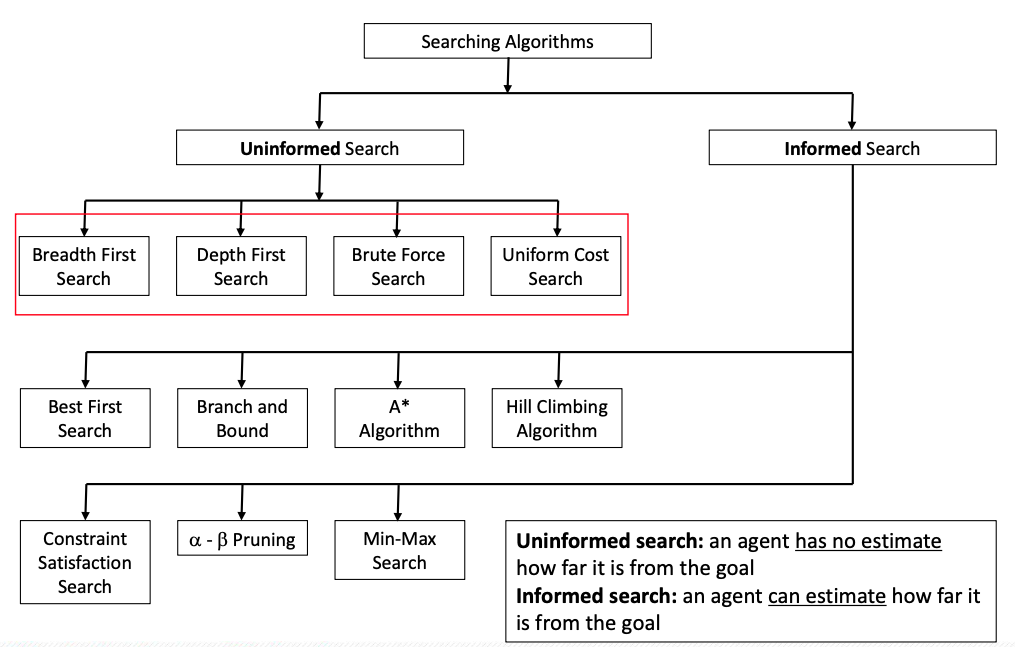 Searching Algorithms
Uninformed Search
Informed Search
Breadth First
Search
Depth First
Search
Brute Force
Search
Uniform Cost
Search
Best First
Search
Branch and
Bound
A*
Algorithm
Hill Climbing
Algorithm
Constraint
Satisfaction
Search
α - β Pruning
Min-Max
Search
Uninformed search: an agent has no estimate
how far it is from the goal
Informed search: an agent can estimate how far it
is from the goal